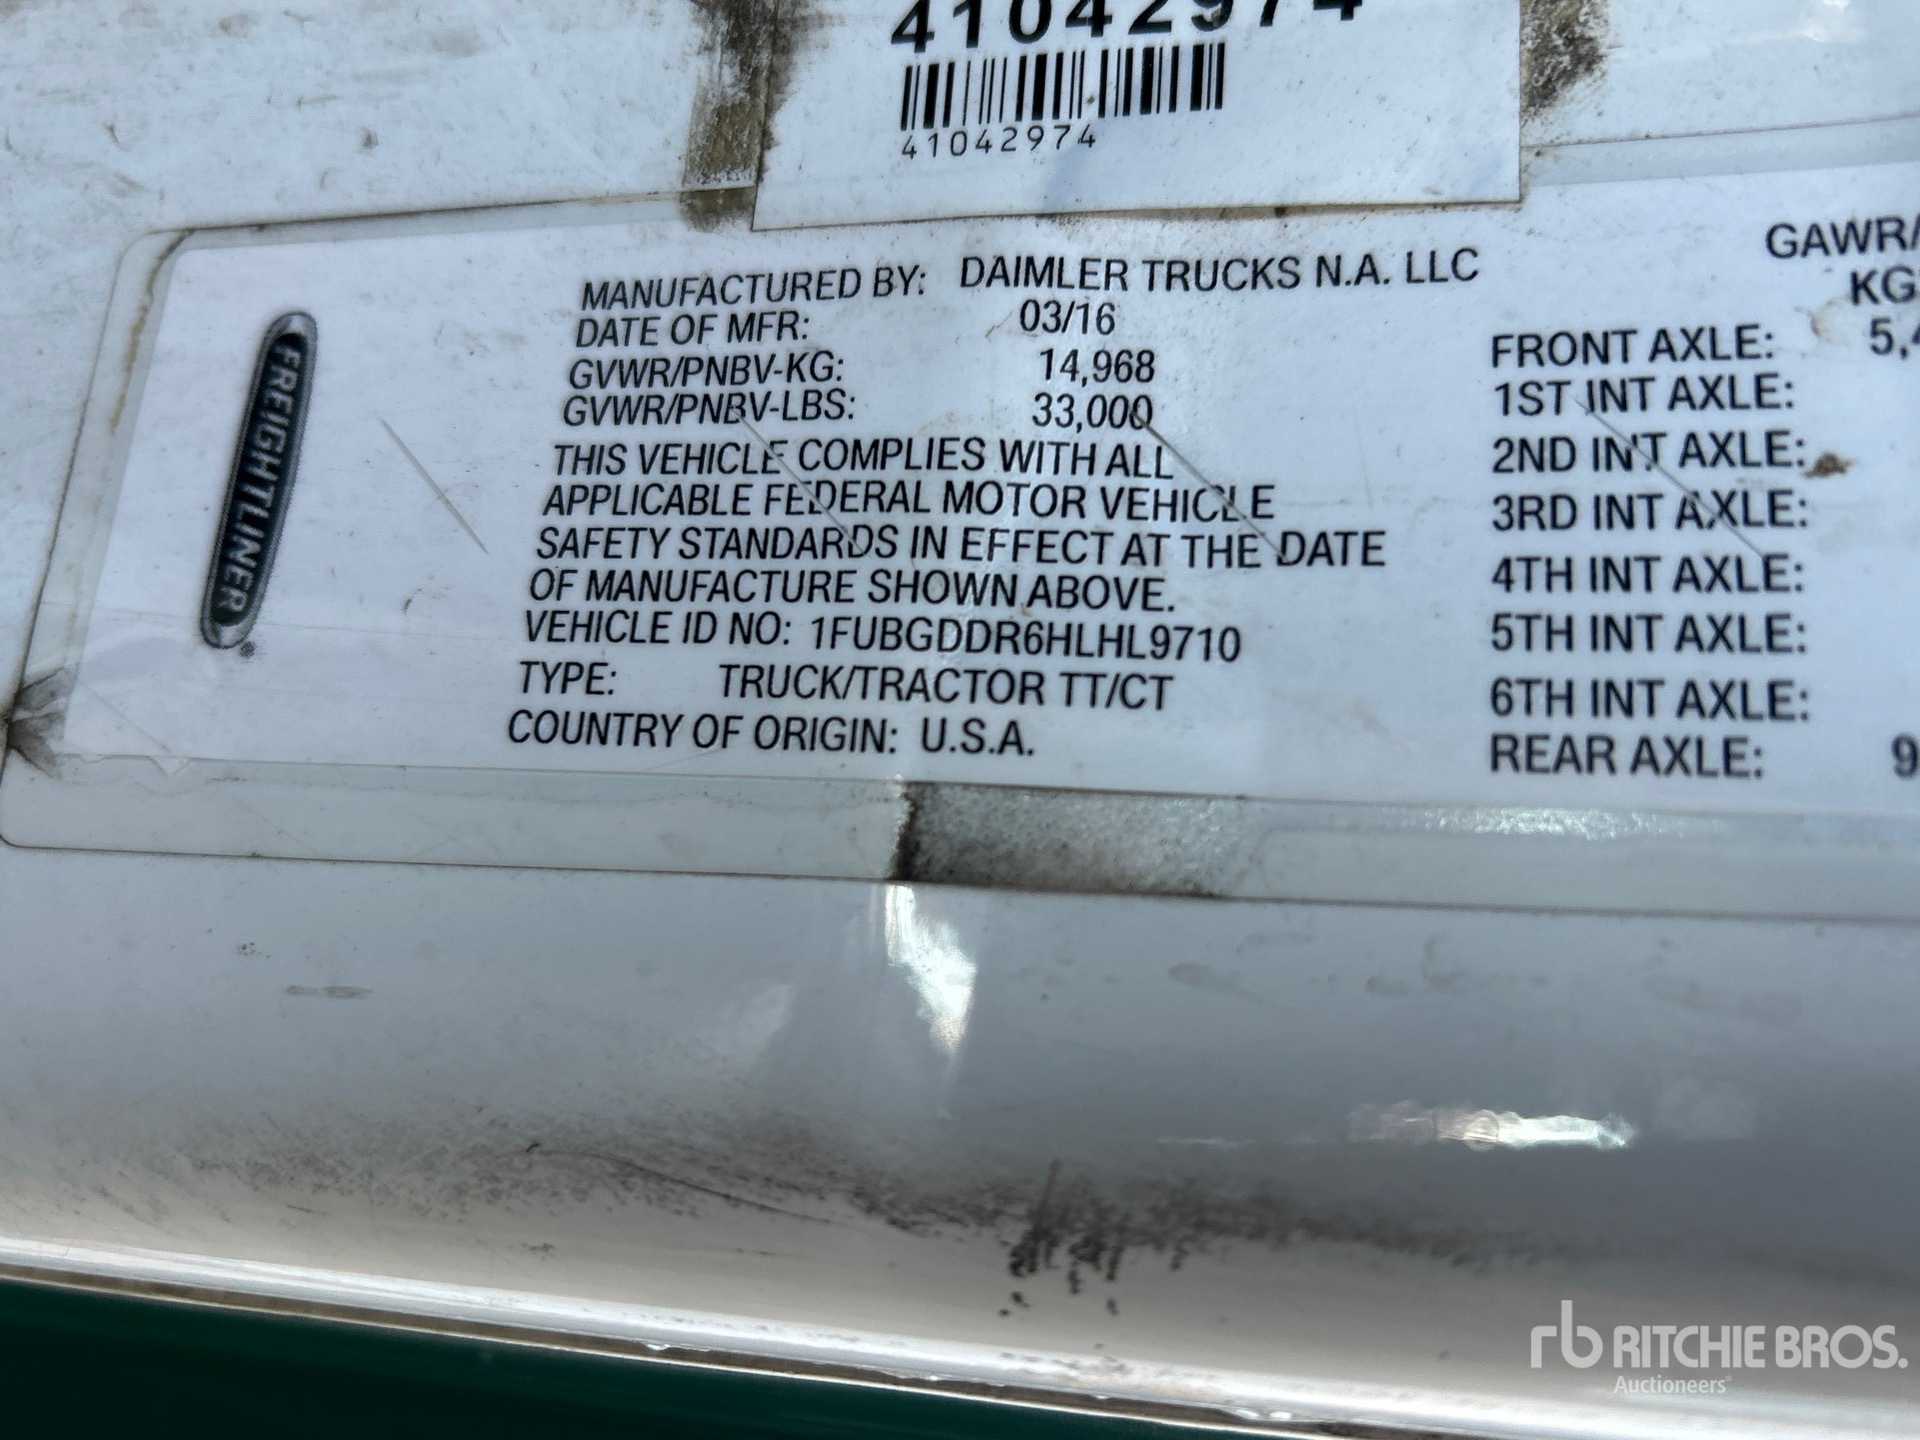 41042974
41042974
FREIGHTLINER
MANUFACTURED BY: DAIMLER TRUCKS N.A. LLC
DATE OF MFR: 03/16
GVWR/PNBV-KG: 14,968
GVWR/PNBV-LBS: 33,000
THIS VEHICLE COMPLIES WITH ALL
APPLICABLE FEDERAL MOTOR VEHICLE
SAFETY STANDARDS IN EFFECT AT THE DATE
OF MANUFACTURE SHOWN ABOVE.
VEHICLE ID NO: 1FUBGDDR6HLHL9710
TYPE: TRUCK/TRACTOR TT/CT
COUNTRY OF ORIGIN: U.S.A.
GAWR/
KG
FRONT AXLE:
1ST INT AXLE:
2ND INT AXLE:
3RD INT AXLE:
4TH INT AXLE:
5TH INT AXLE:
6TH INT AXLE:
REAR AXLE:
rb RITCHIE BROS.
Auctioneers